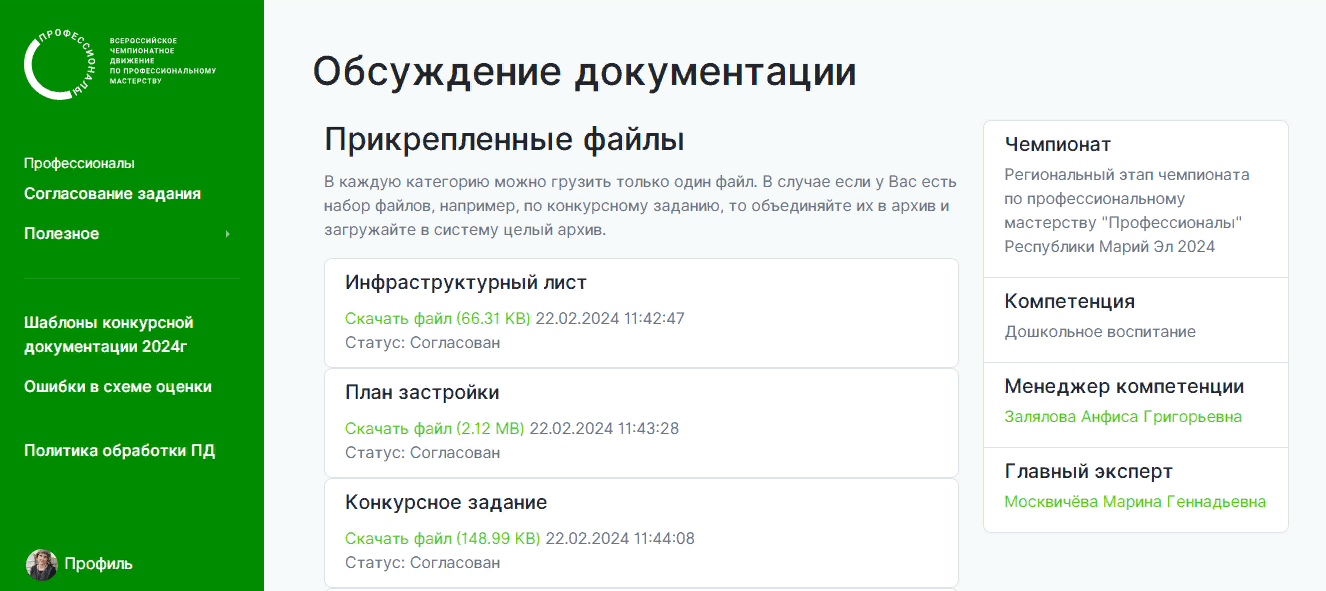 ПРОФЕССИОНАЛЫ
ВСЕРОССИЙСКОЕ
ЧЕМПИОНАТНОЕ
ДВИЖЕНИЕ
ПО ПРОФЕССИОНАЛЬНОМУ
МАСТЕРСТВУ
Профессионалы
Согласование задания
Полезное
Шаблоны конкурсной
документации 2024г
Ошибки в схеме оценки
Политика обработки ПД
Профиль
Обсуждение документации
Прикрепленные файлы
В каждую категорию можно грузить только один файл. В случае если у Вас есть
набор файлов, например, по конкурсному заданию, то объединяйте их в архив и
загружайте в систему целый архив.
Инфраструктурный лист
Скачать файл (66.31 KB) 22.02.2024 11:42:47
Статус: Согласован
План застройки
Скачать файл (2.12 MB) 22.02.2024 11:43:28
Статус: Согласован
Конкурсное задание
Скачать файл (148.99 KB) 22.02.2024 11:44:08
Статус: Согласован
Чемпионат
Региональный этап чемпионата
по профессиональному
мастерству "Профессионалы"
Республики Марий Эл 2024
Компетенция
Дошкольное воспитание
Менеджер компетенции
Залялова Анфиса Григорьевна
Главный эксперт
Москвичёва Марина Геннадьевна